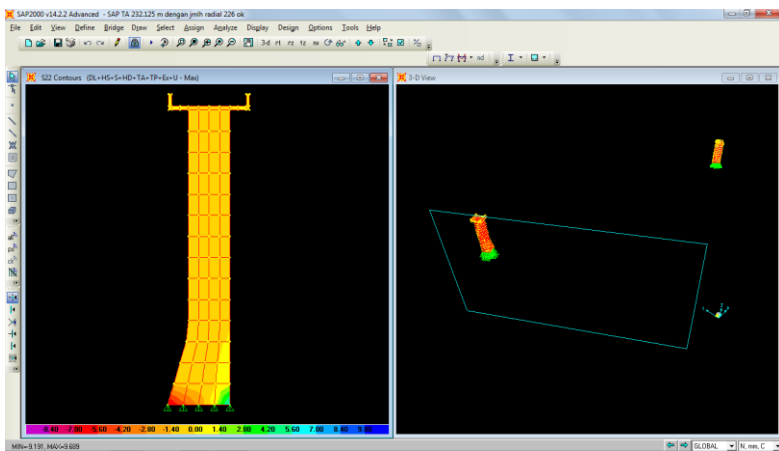 SAP2000 v14.2.2 Advanced - SAP TA 232.125 m dengan jmlh radial 226 ok
File Edit View Define Bridge Draw Select Assign Analyze Display Design Options Tools Help
3-d
nd
S22 Contours (DL+HS+S+HD+TA+TP+Ex+U - Max)
3-D View
-8.40 -7.00 -5.60 -4.20 -2.80 -1.40 0.00 1.40 2.80 4.20 5.60 7.00 8.40
MIN=-9.191, MAX=9.689
GLOBAL
N, mm, C